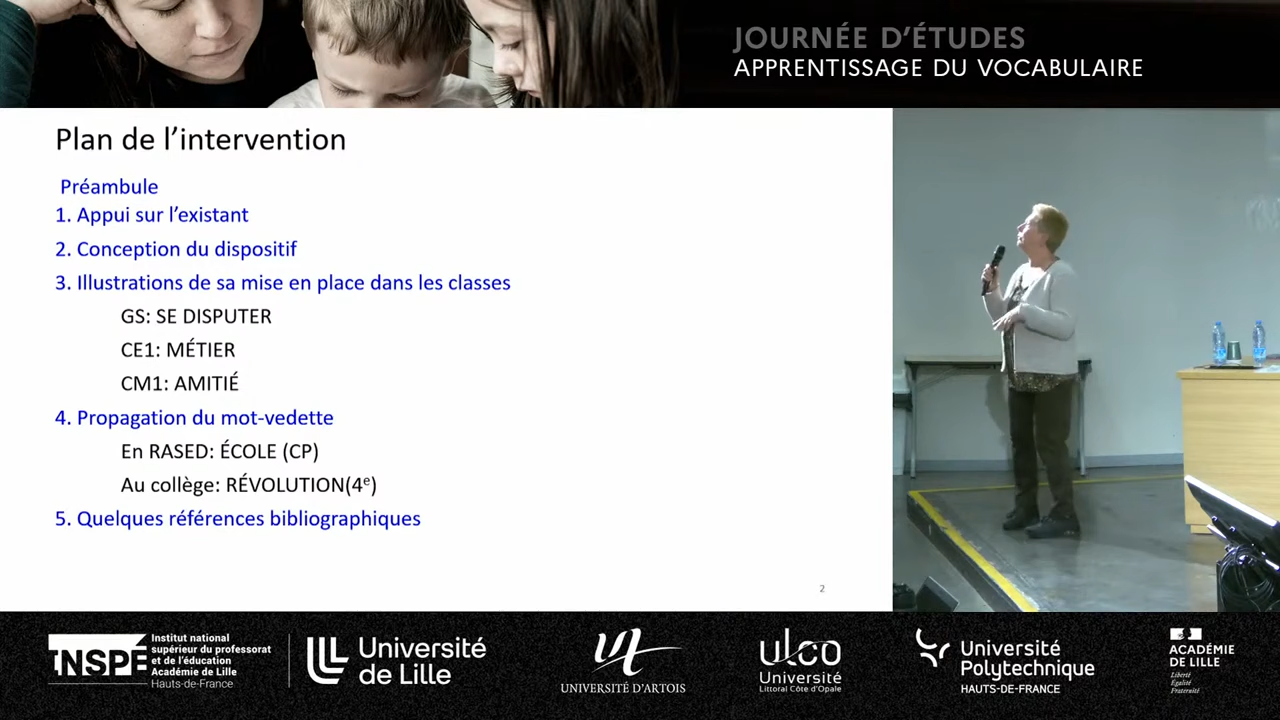 JOURNÉE D'ÉTUDES
APPRENTISSAGE DU VOCABULAIRE
Plan de l'intervention
Préambule
1. Appui sur l'existant
2. Conception du dispositif
3. Illustrations de sa mise en place dans les classes
GS: SE DISPUTER
CE1: MÉTIER
CM1: AMITIÉ
4. Propagation du mot-vedette
En RASED: ÉCOLE (CP)
Au collège: RÉVOLUTION(4e)
5. Quelques références bibliographiques
2
INSPÉ
Institut national
supérieur du professorat
et de l'éducation
Académie de Lille
Hauts-de-France
Université
de Lille
UNIVERSITÉ D'ARTOIS
ulco
Université
Littoral Côte d'Opale
Université
Polytechnique
HAUTS-DE-FRANCE
ACADÉMIE
DE LILLE
Liberté
Égalité
Fraternité